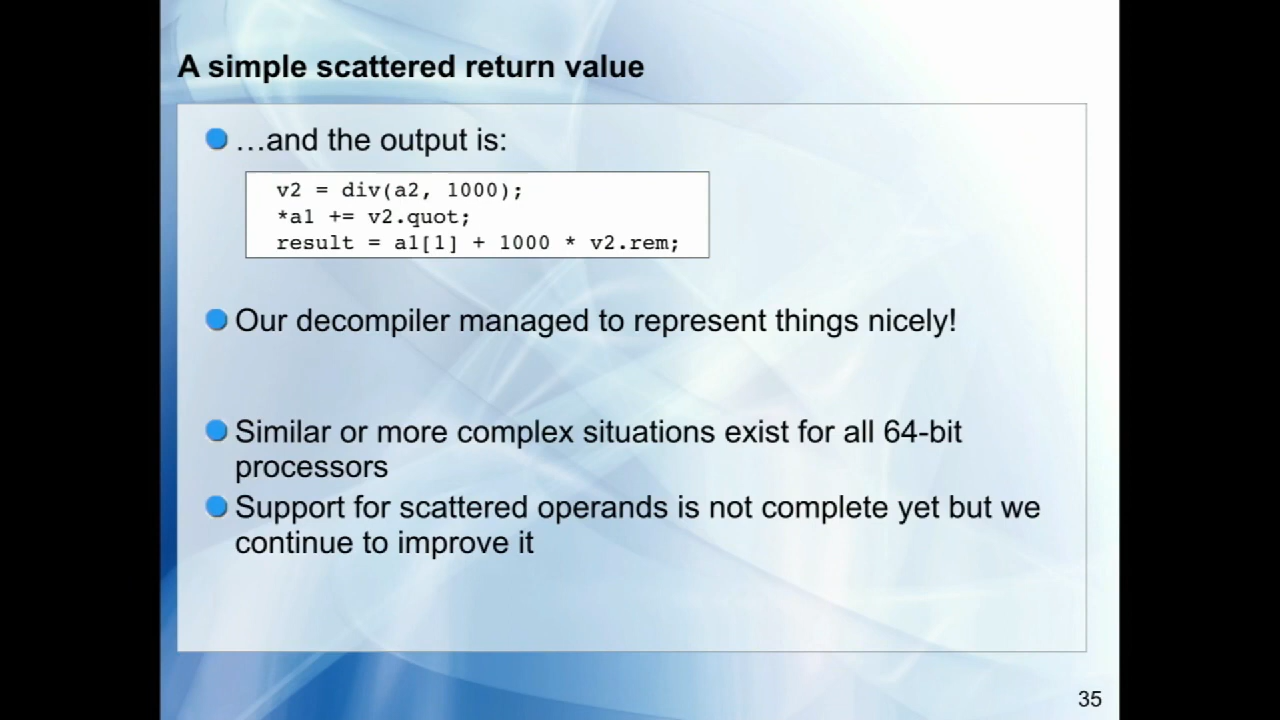 A simple scattered return value
…and the output is:
v2 = div(a2, 1000);
*a1 += v2.quot;
result = a1[1] + 1000 * v2.rem;
Our decompiler managed to represent things nicely!
Similar or more complex situations exist for all 64-bit
processors
Support for scattered operands is not complete yet but we
continue to improve it
35